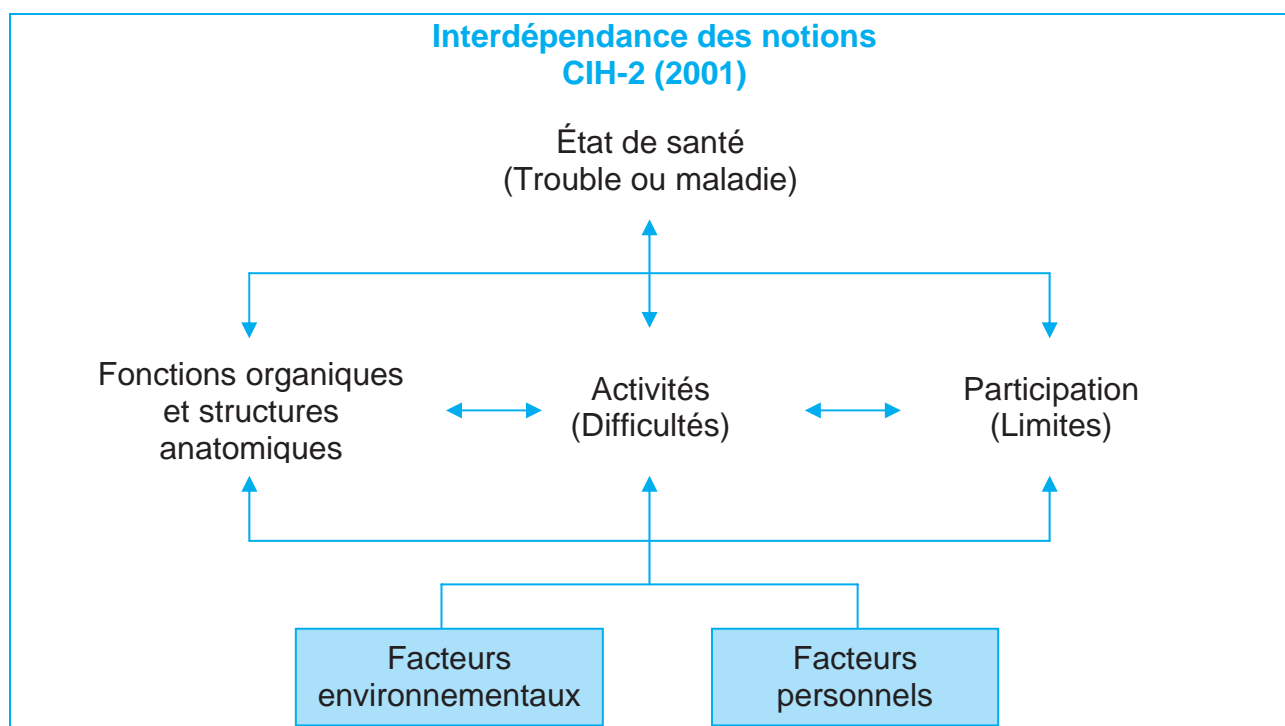 Interdépendance des notions
CIH-2 (2001)
État de santé
(Trouble ou maladie)
Fonctions organiques
et structures
anatomiques
Activités
(Difficultés)
Participation
(Limites)
Facteurs
environnementaux
Facteurs
personnels